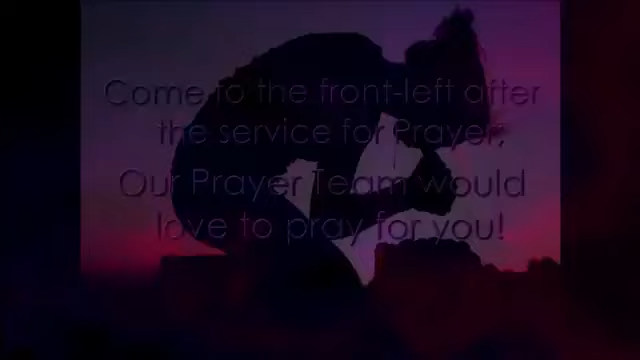 Come to the front-left after
the service for Prayer,
Our Prayer Team would
love to pray for you!